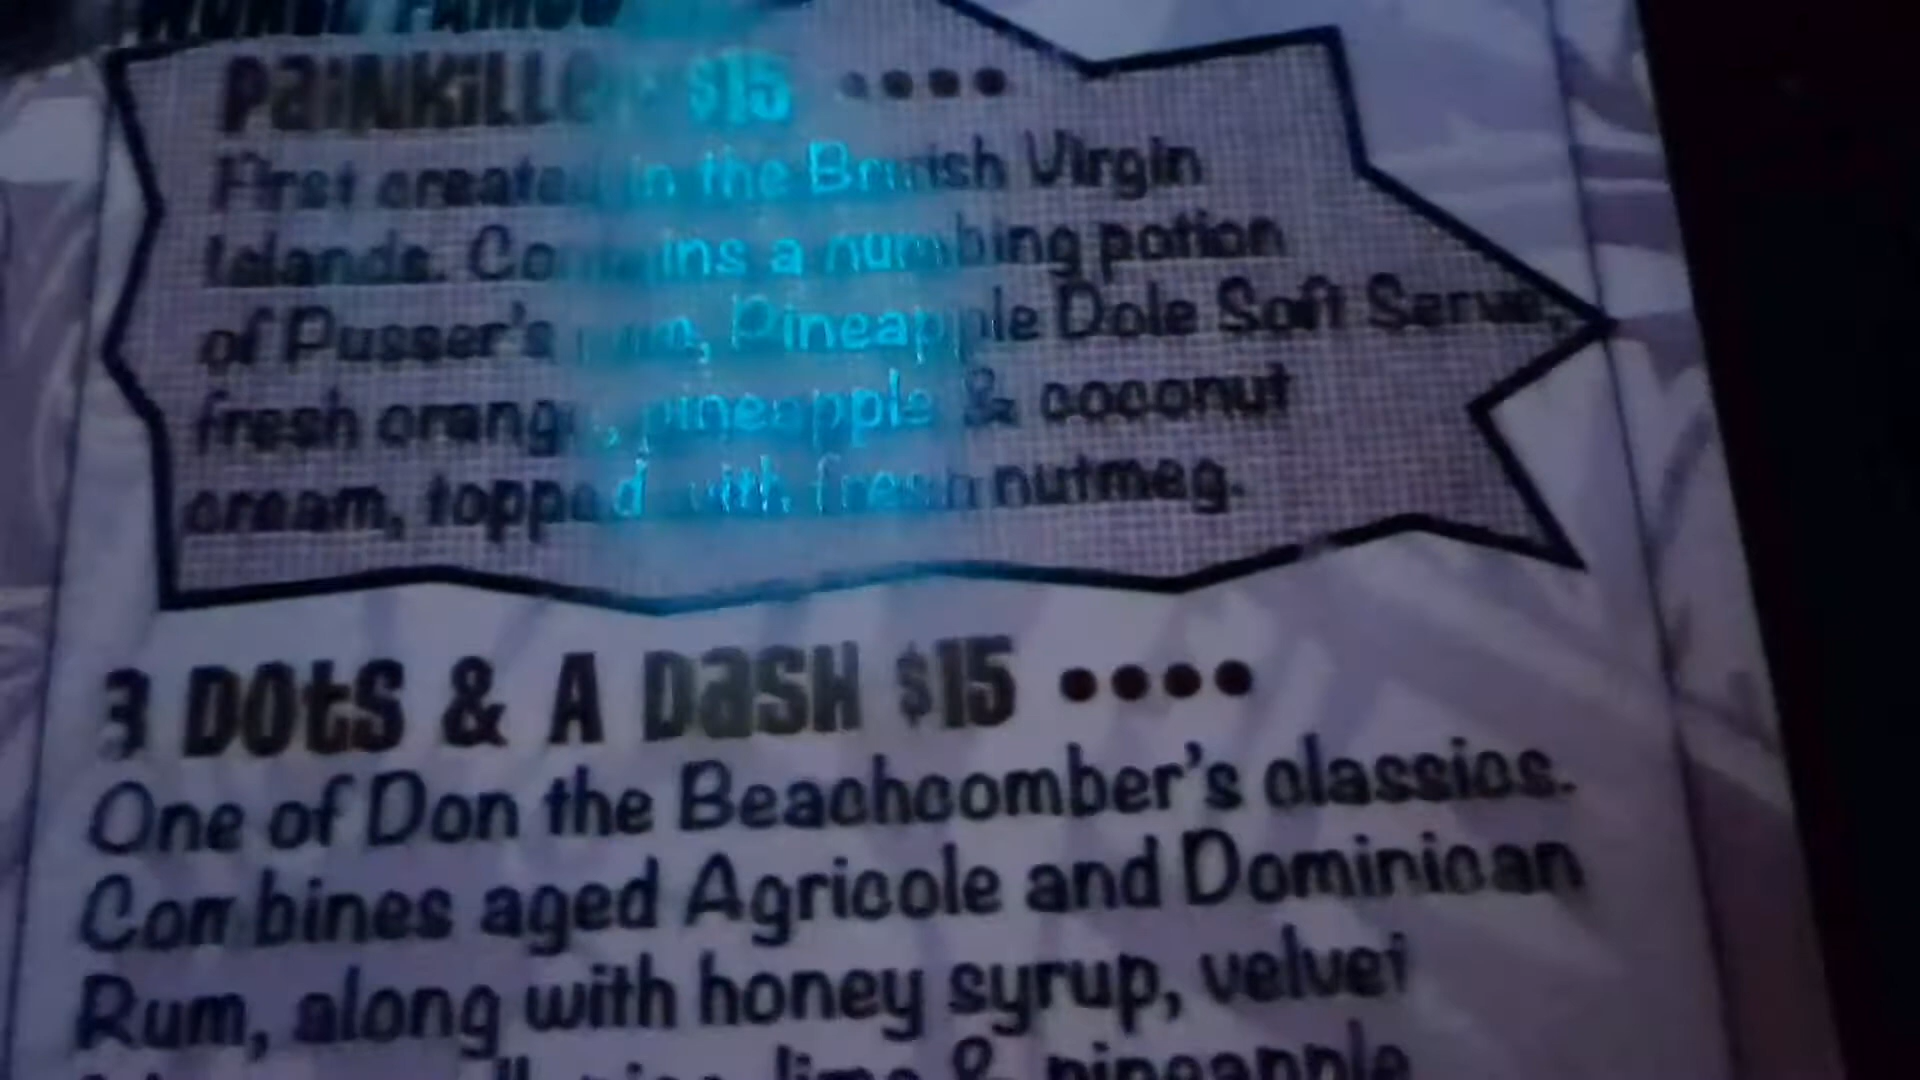 PAINKILLER $15 ••••
First created in the British Virgin
Islands. Contains a numbing potion
of Pusser's rum, Pineapple Dole Soft Serve,
fresh orange, pineapple & coconut
cream, topped with fresh nutmeg.
3 Dots & A Dash $15 ••••
One of Don the Beachcomber's classics.
Combines aged Agricole and Dominican
Rum, along with honey syrup, velvet
lime & pineapple